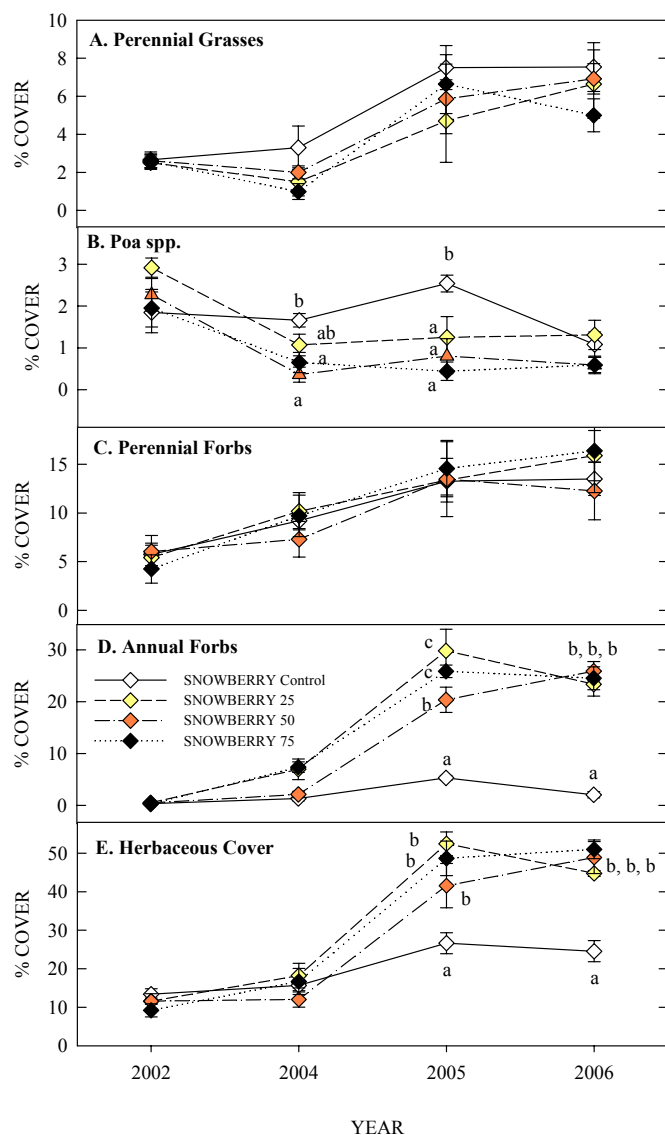 A. Perennial Grasses
% COVER
10
8
6
4
2
0
B. Poa spp.
% COVER
3
2
1
0
b
ab
a
a
b
a
a
a
C. Perennial Forbs
% COVER
15
10
5
0
D. Annual Forbs
% COVER
30
20
10
0
SNOWBERRY Control
SNOWBERRY 25
SNOWBERRY 50
SNOWBERRY 75
c
c
b
a
b, b, b
a
E. Herbaceous Cover
% COVER
50
40
30
20
10
0
b
b
b
a
b, b, b
a
2002 2004 2005 2006
YEAR